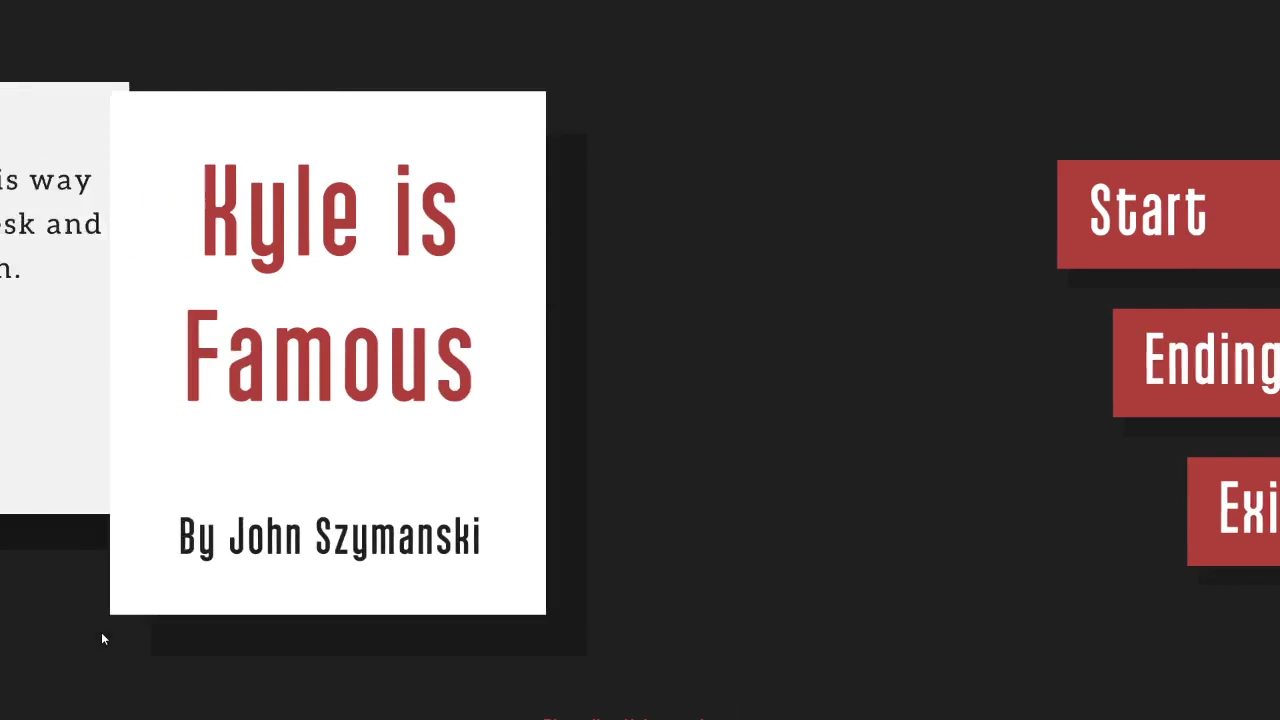 is way
sk and
n.
Kyle is
Famous
By John Szymanski
Start
Ending
Exi